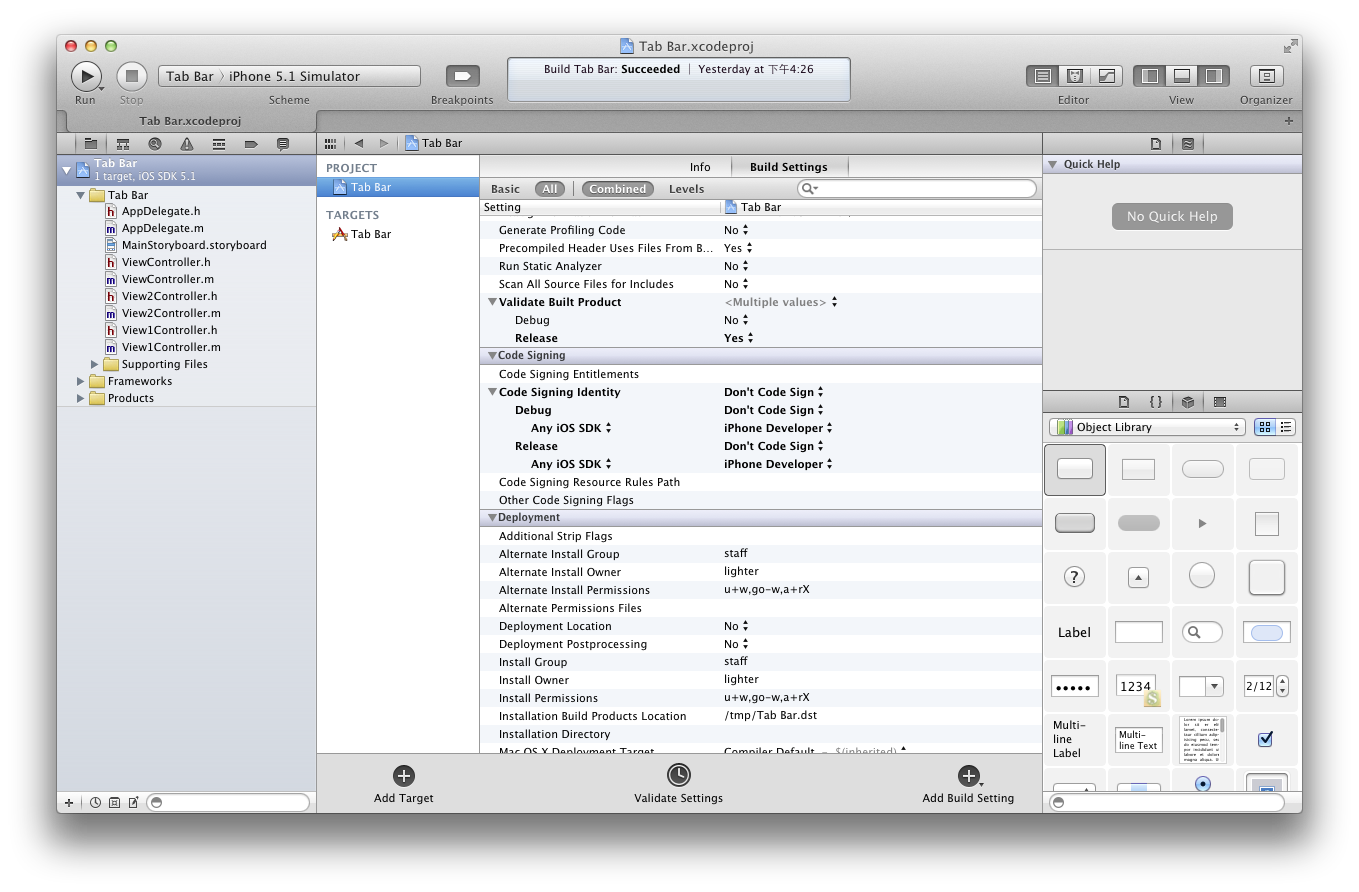 Tab Bar.xcodeproj
Tab Bar 〉iPhone 5.1 Simulator
Build Tab Bar: Succeeded | Yesterday at 下午4:26
Run
Stop
Scheme
Breakpoints
Editor
View
Organizer
Tab Bar.xcodeproj
Tab Bar
1 target, iOS SDK 5.1
Tab Bar
AppDelegate.h
AppDelegate.m
MainStoryboard.storyboard
ViewController.h
ViewController.m
View2Controller.h
View2Controller.m
View1Controller.h
View1Controller.m
Supporting Files
Frameworks
Products
Tab Bar
PROJECT
Tab Bar
TARGETS
Tab Bar
Info
Build Settings
Basic All Combined Levels
Setting Tab Bar
Generate Profiling Code No
Precompiled Header Uses Files From B... Yes
Run Static Analyzer No
Scan All Source Files for Includes No
Validate Built Product <Multiple values>
Debug No
Release Yes
Code Signing
Code Signing Entitlements
Code Signing Identity Don't Code Sign
Debug Don't Code Sign
Any iOS SDK iPhone Developer
Release Don't Code Sign
Any iOS SDK iPhone Developer
Code Signing Resource Rules Path
Other Code Signing Flags
Deployment
Additional Strip Flags
Alternate Install Group staff
Alternate Install Owner lighter
Alternate Install Permissions u+w,go-w,a+rX
Alternate Permissions Files
Deployment Location No
Deployment Postprocessing No
Install Group staff
Install Owner lighter
Install Permissions u+w,go-w,a+rX
Installation Build Products Location /tmp/Tab Bar.dst
Installation Directory
Mac OS X Deployment Target Compiler Default - $(inherited)
Add Target
Validate Settings
Add Build Setting
Quick Help
No Quick Help
{ }
Object Library
?
Label
1234
2/12
Multi-
line
Label
Multi-
line Text